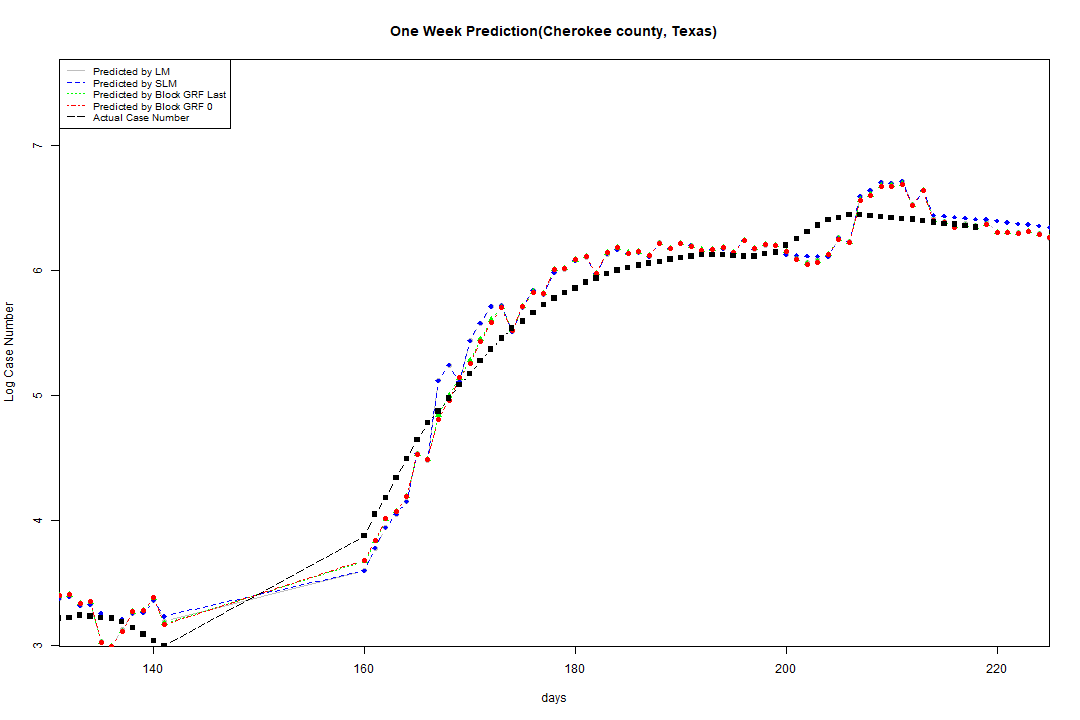 One Week Prediction(Cherokee county, Texas)
Predicted by LM
Predicted by SLM
Predicted by Block GRF Last
Predicted by Block GRF 0
Actual Case Number
Log Case Number
7
6
5
4
3
140 160 180 200 220
days